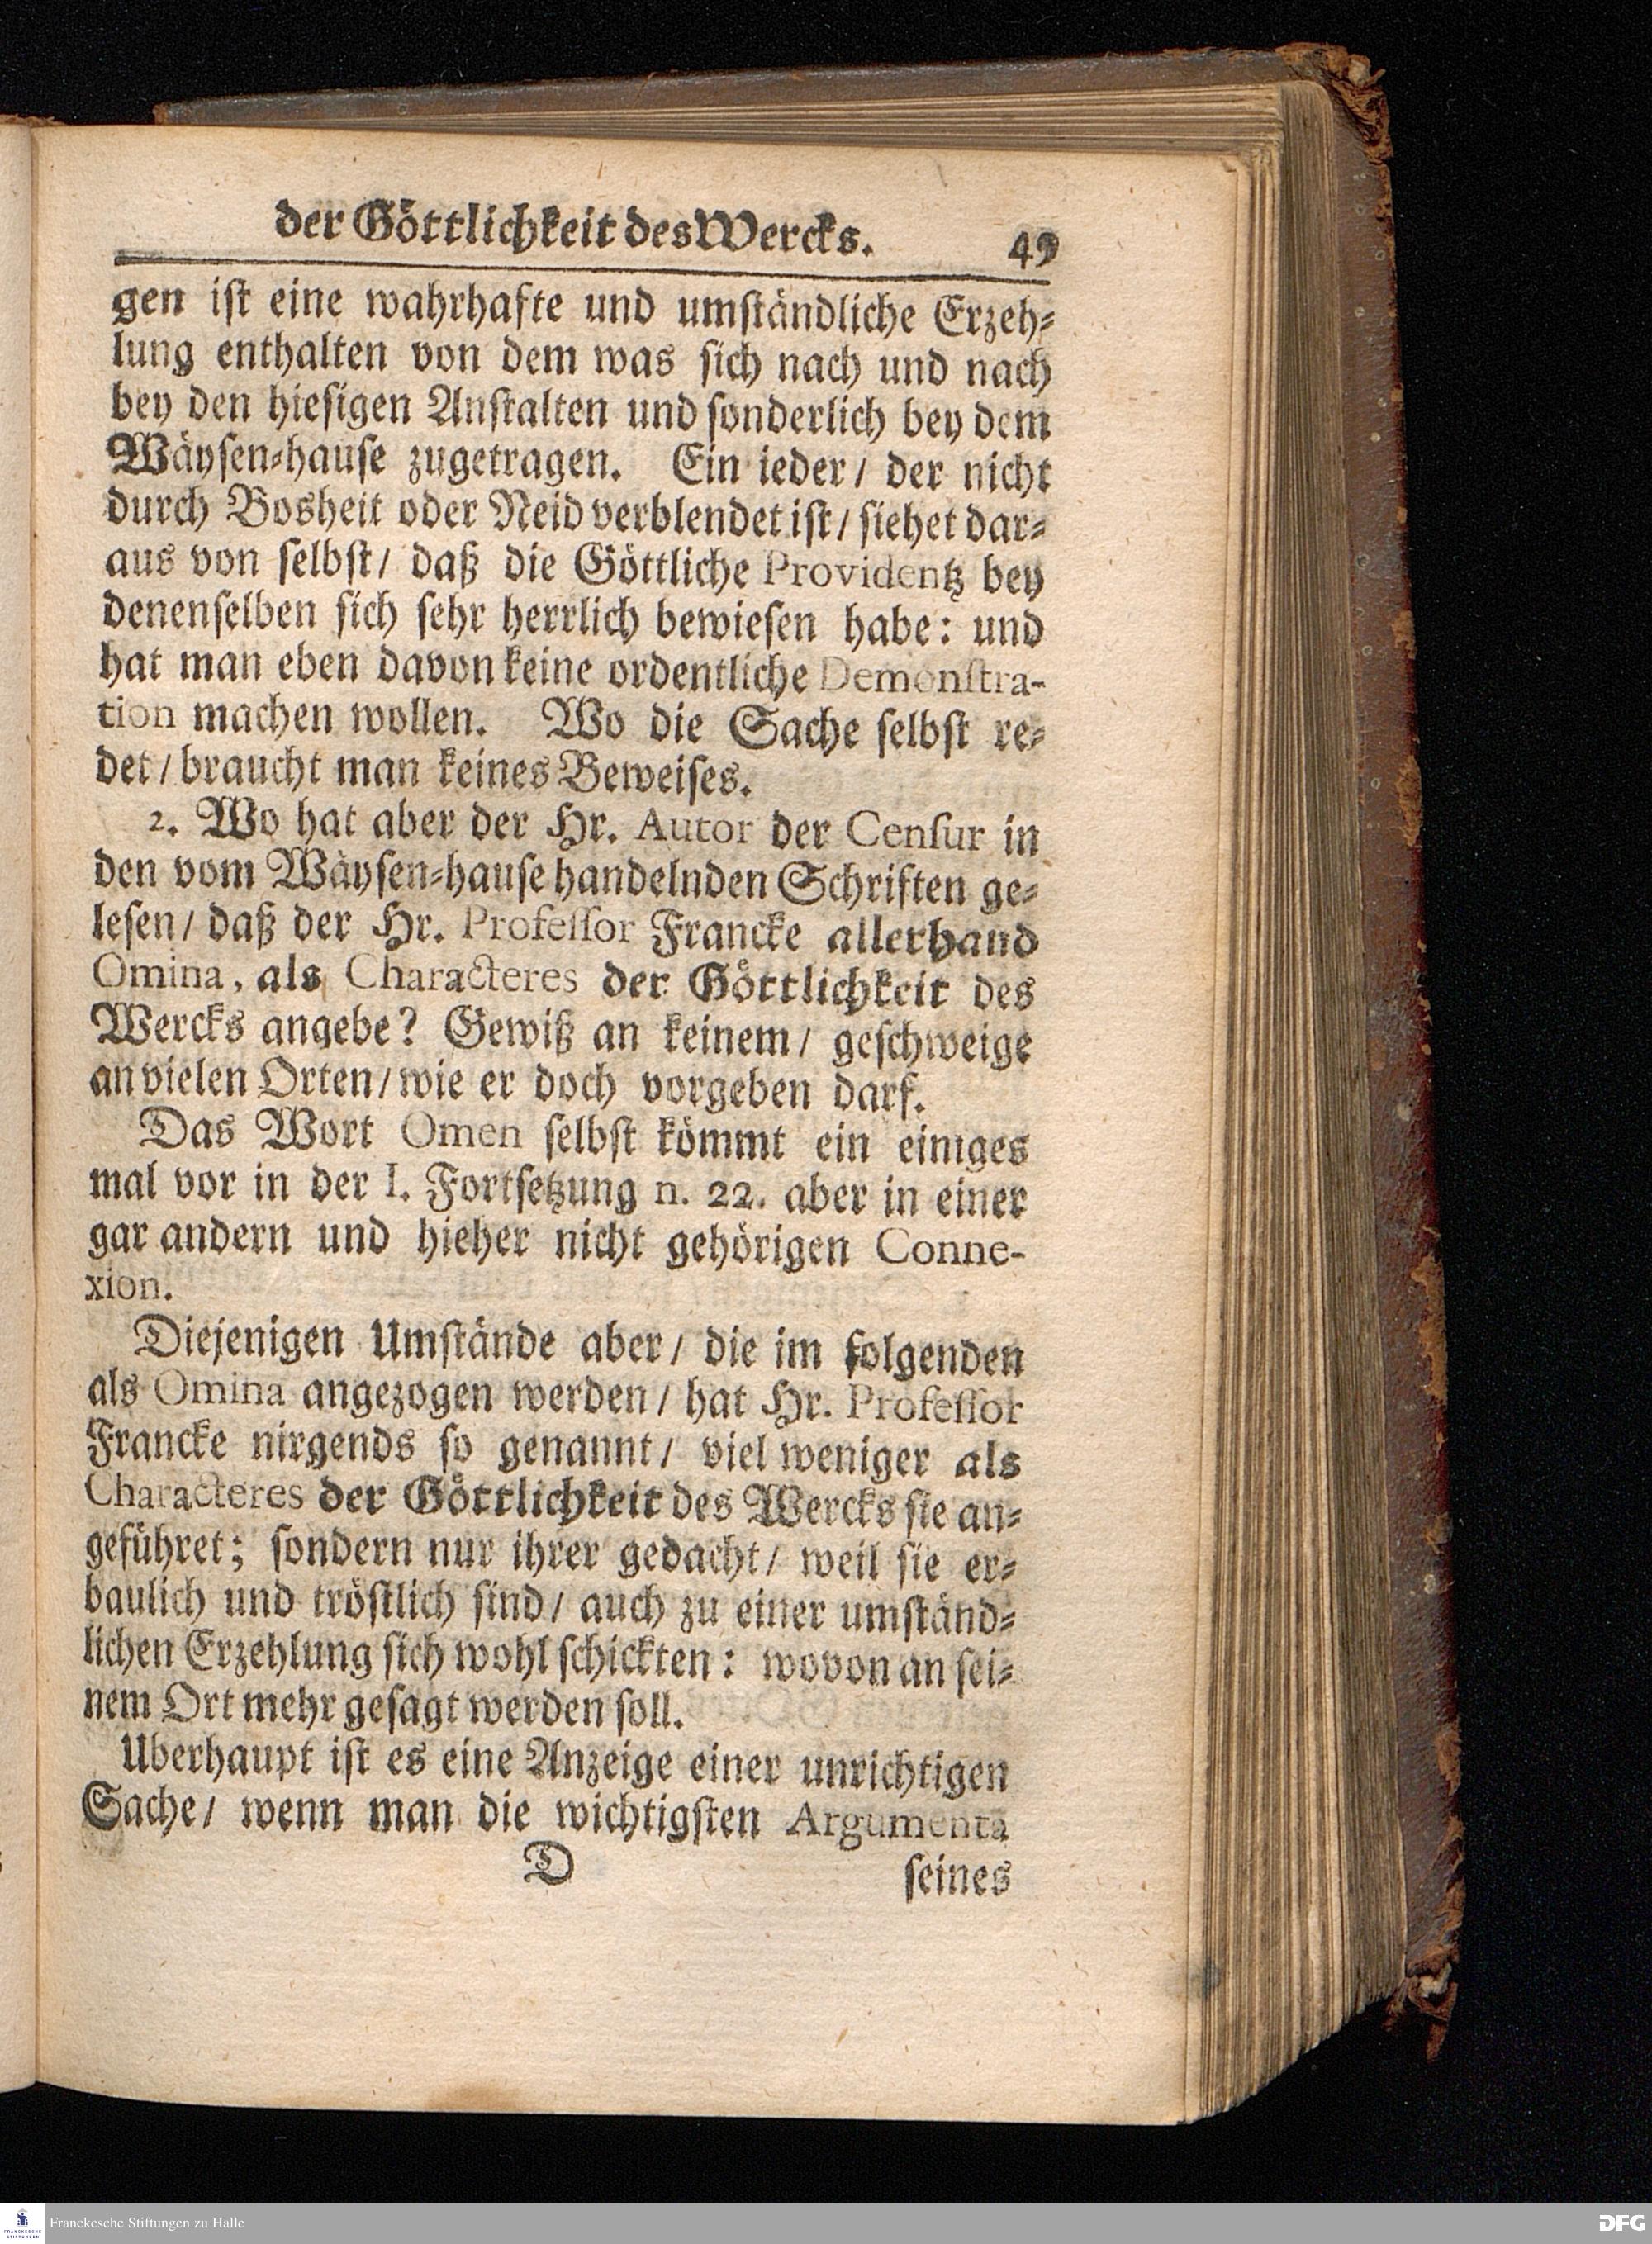 der Göttlichkeit des Wercks. 49
gen ist eine wahrhafte und umständliche Erzeh-
lung enthalten von dem was sich nach und nach
bey den hiesigen Anstalten und sonderlich bey dem
Wäysen-hause zugetragen. Ein ieder/ der nicht
durch Bosheit oder Neid verblendet ist/ siehet dar-
aus von selbst/ daß die Göttliche Providentz bey
denenselben sich sehr herrlich bewiesen habe: und
hat man eben davon keine ordentliche Demonstra-
tion machen wollen. Wo die Sache selbst re-
det/ braucht man keines Beweises.
2. Wo hat aber der Hr. Autor der Censur in
den vom Wäysen-hause handelnden Schriften ge-
lesen/ daß der Hr. Professor Francke allerhand
Omina, als Characteres der Göttlichkeit des
Wercks angebe? Gewiß an keinem/ geschweige
an vielen Orten/ wie er doch vorgeben darf.
Das Wort Omen selbst kömmt ein einiges
mal vor in der I. Fortsetzung n. 22. aber in einer
gar andern und hieher nicht gehörigen Conne-
xion.
Diejenigen Umstände aber/ die im folgenden
als Omina angezogen werden/ hat Hr. Professor
Francke nirgends so genannt/ viel weniger als
Characteres der Göttlichkeit des Wercks sie an-
geführet; sondern nur ihrer gedacht/ weil sie er-
baulich und tröstlich sind/ auch zu einer umständ-
lichen Erzehlung sich wohl schickten: wovon an sei-
nem Ort mehr gesagt werden soll.
Uberhaupt ist es eine Anzeige einer unrichtigen
Sache/ wenn man die wichtigsten Argumenta
D seines
FRANCKESCHE
STIFTUNGEN
Franckesche Stiftungen zu Halle
DFG